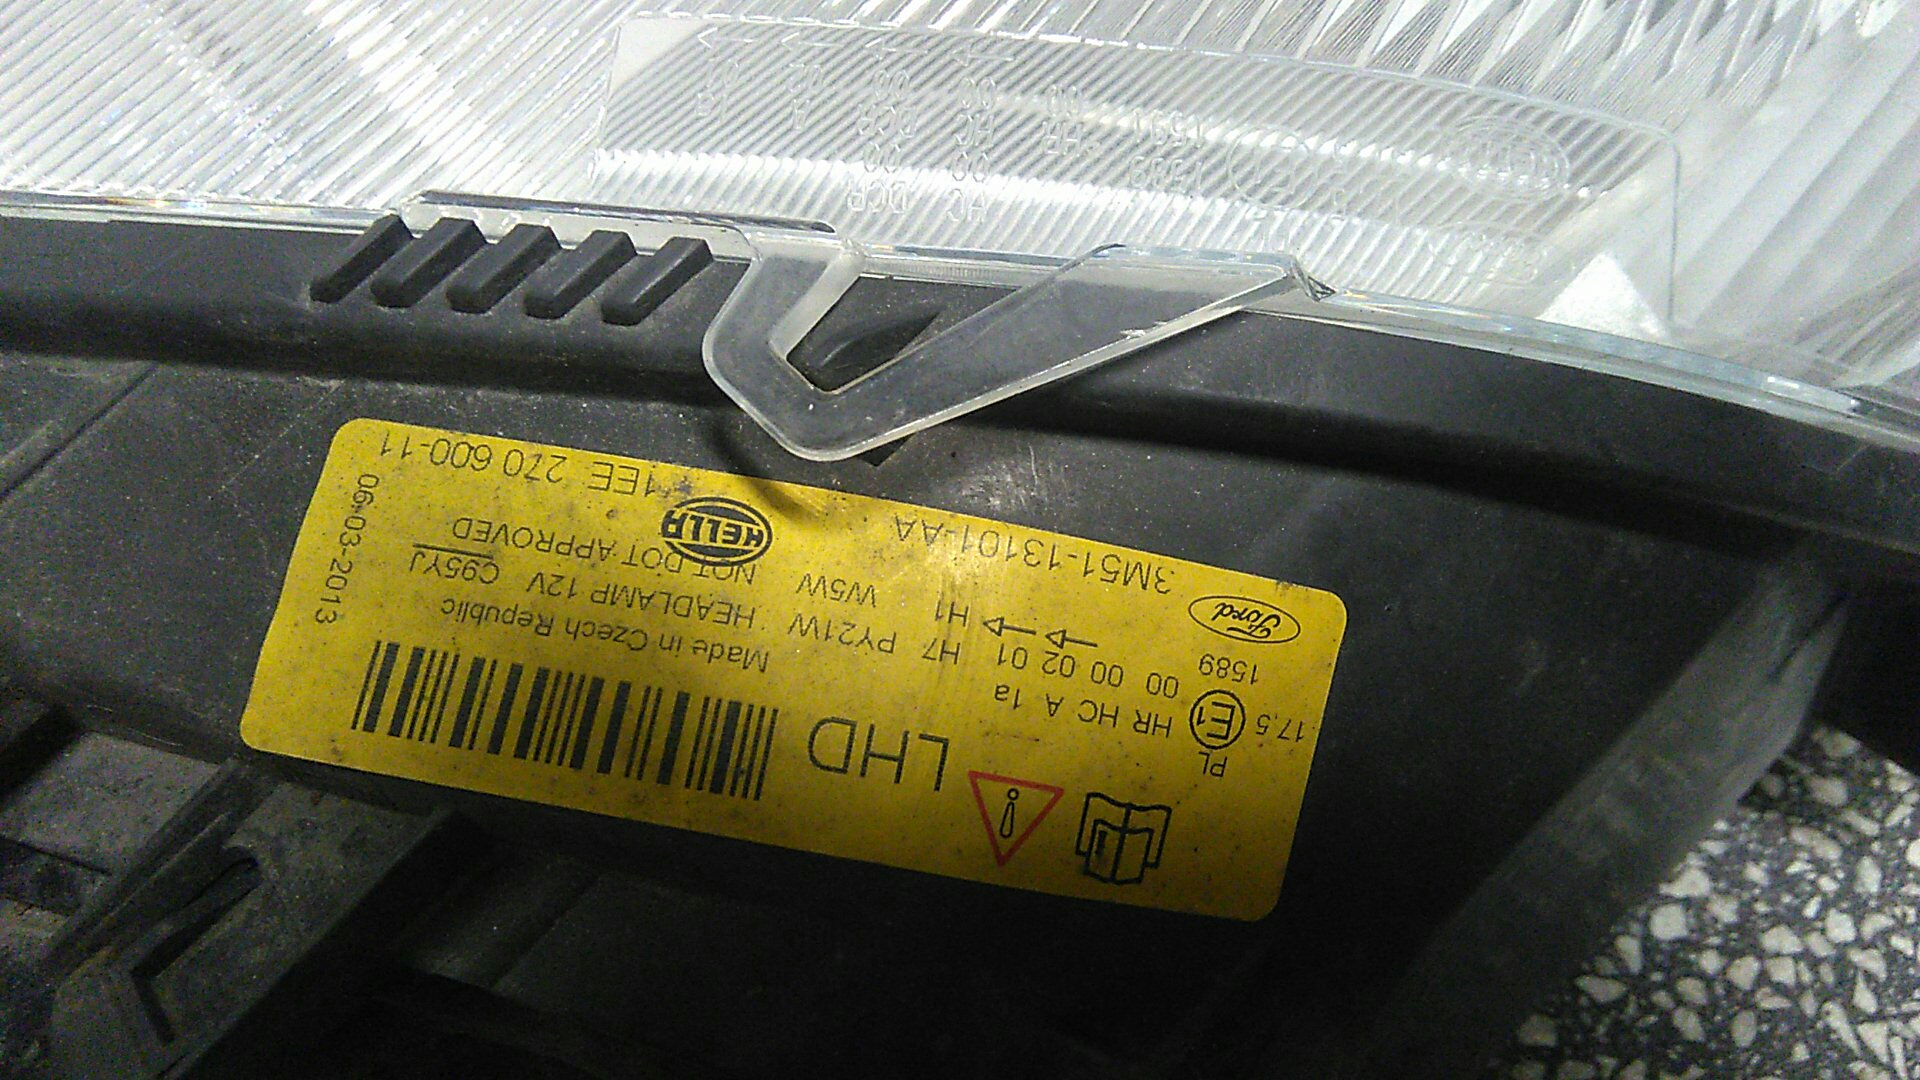 LHD
PL
17,5 E1 HR HC A 1a
Made in Czech Republic
1589 00 00 02 01
H7 PY21W HEADLAMP 12V C95YJ
H1 W5W NOT DOT APPROVED
Ford 3M51-13101-AA
HELLA 1EE 270 600-11
06-03-2013